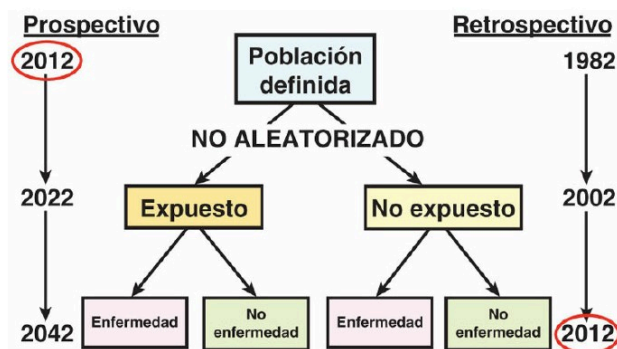 Prospectivo
Retrospectivo
2012
Población
definida
1982
NO ALEATORIZADO
2022
Expuesto
No expuesto
2002
2042
Enfermedad
No
enfermedad
Enfermedad
No
enfermedad
2012